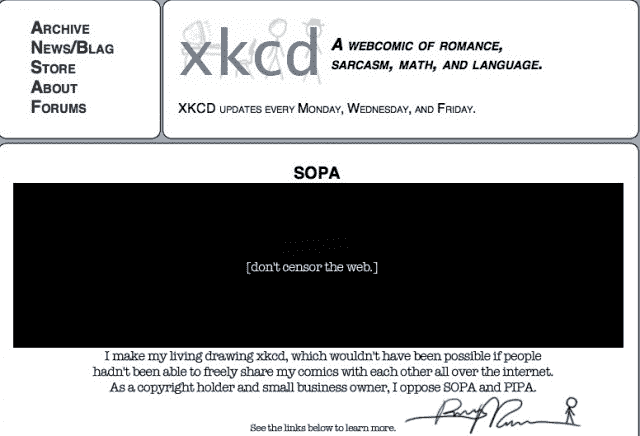 ARCHIVE
NEWS/BLAG
STORE
ABOUT
FORUMS
xkcd
A WEBCOMIC OF ROMANCE,
SARCASM, MATH, AND LANGUAGE.
XKCD UPDATES EVERY MONDAY, WEDNESDAY, AND FRIDAY.
SOPA
[don't censor the web.]
I make my living drawing xkcd, which wouldn't have been possible if people
hadn't been able to freely share my comics with each other all over the internet.
As a copyright holder and small business owner, I oppose SOPA and PIPA.
See the links below to learn more.